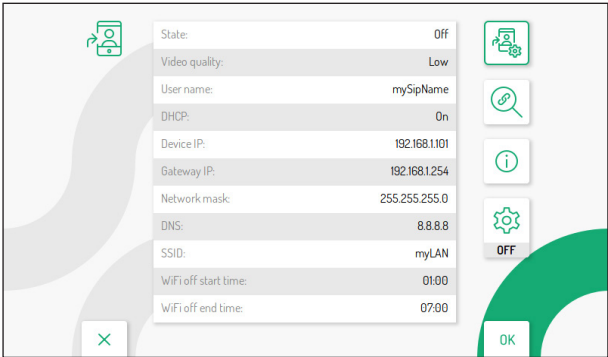 State: Off
Video quality: Low
User name: mySipName
DHCP: On
Device IP: 192.168.1.101
Gateway IP: 192.168.1.254
Network mask: 255.255.255.0
DNS: 8.8.8.8
SSID: myLAN
WiFi off start time: 01:00
WiFi off end time: 07:00
OFF
OK